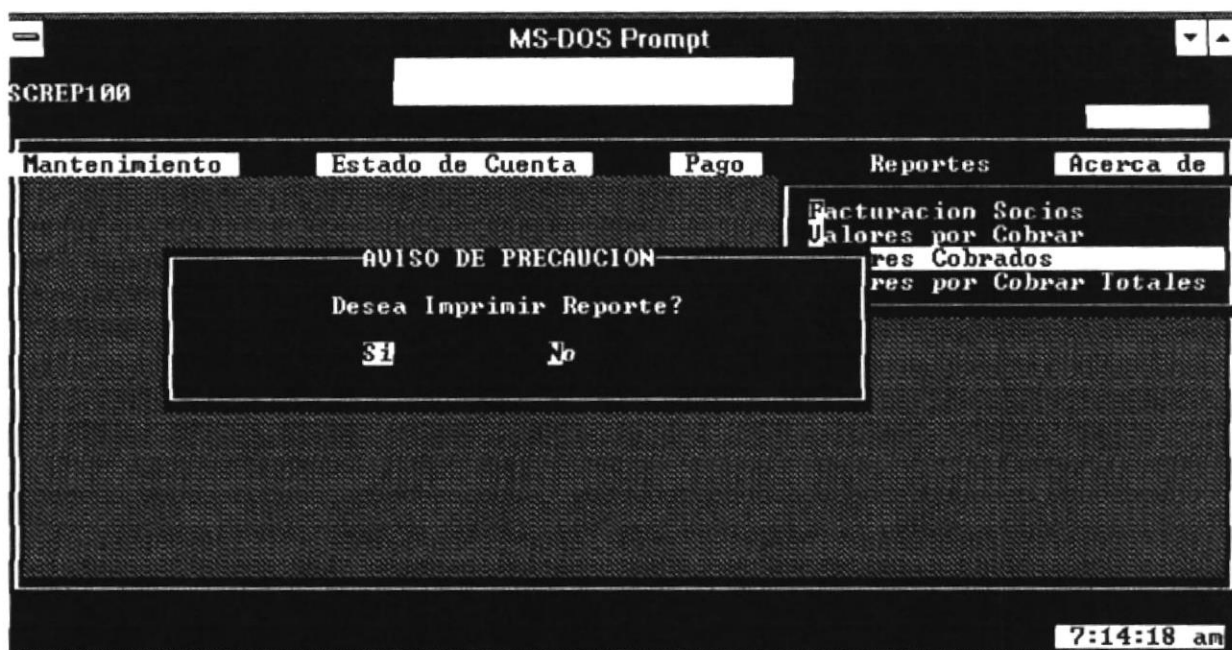 MS-DOS Prompt
SCREP100
Mantenimiento Estado de Cuenta Pago Reportes Acerca de
Facturacion Socios
Valores por Cobrar
res Cobrados
res por Cobrar Totales
AVISO DE PRECAUCION
Desea Imprimir Reporte?
Si No
7:14:18 am